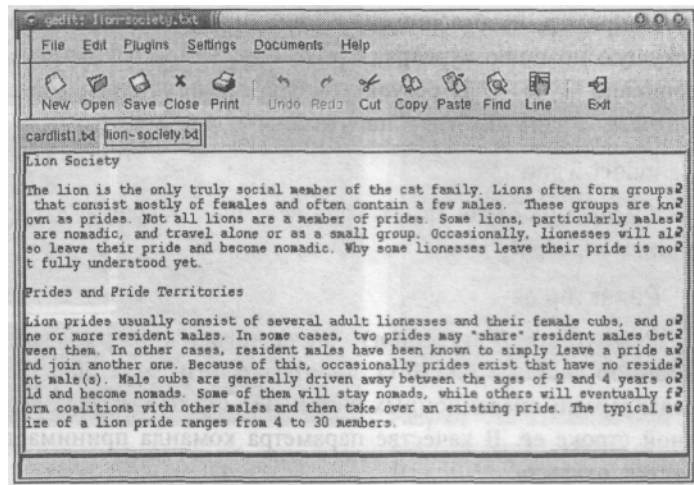 gedit: lion-society.txt
File Edit Plugins Settings Documents Help
New Open Save Close Print Undo Redo Cut Copy Paste Find Line Exit
cardlist1.txt lion-society.txt
Lion Society
The lion is the only truly social member of the cat family. Lions often form groups
that consist mostly of females and often contain a few males. These groups are kn
own as prides. Not all lions are a member of prides. Some lions, particularly males
are nomadic, and travel alone or as a small group. Occasionally, lionesses will al
so leave their pride and become nomadic. Why some lionesses leave their pride is no
t fully understood yet.
Prides and Pride Territories
Lion prides usually consist of several adult lionesses and their female cubs, and o
ne or more resident males. In some cases, two prides may "share" resident males bet
ween them. In other cases, resident males have been known to simply leave a pride a
nd join another one. Because of this, occasionally prides exist that have no reside
nt male(s). Male cubs are generally driven away between the ages of 2 and 4 years o
ld and become nomads. Some of them will stay nomads, while others will eventually f
orm coalitions with other males and then take over an existing pride. The typical s
ize of a lion pride ranges from 4 to 30 members.
ной строке ее. В качестве параметра команда принимает